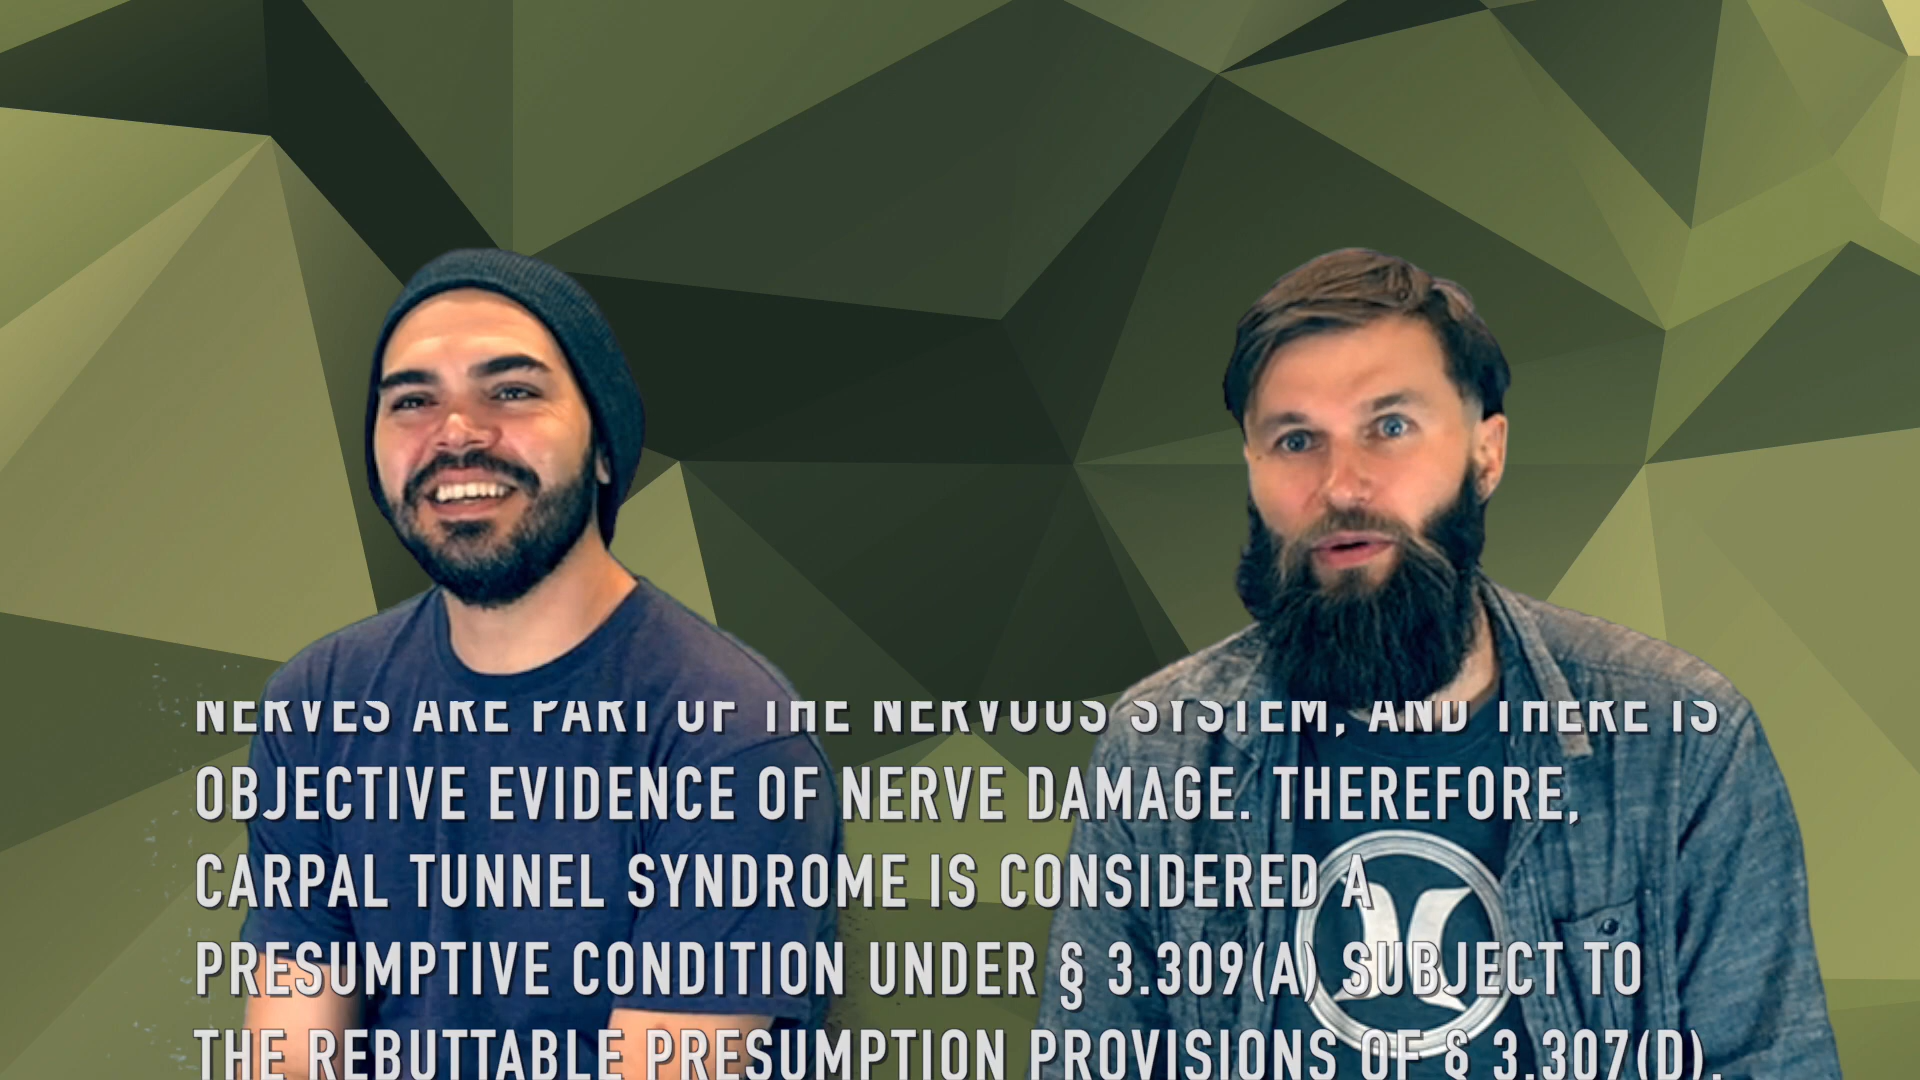 NERVES ARE PART OF THE NERVOUS SYSTEM, AND THERE IS
OBJECTIVE EVIDENCE OF NERVE DAMAGE. THEREFORE,
CARPAL TUNNEL SYNDROME IS CONSIDERED A
PRESUMPTIVE CONDITION UNDER § 3.309(A) SUBJECT TO
THE REBUTTABLE PRESUMPTION PROVISIONS OF § 3.307(D).